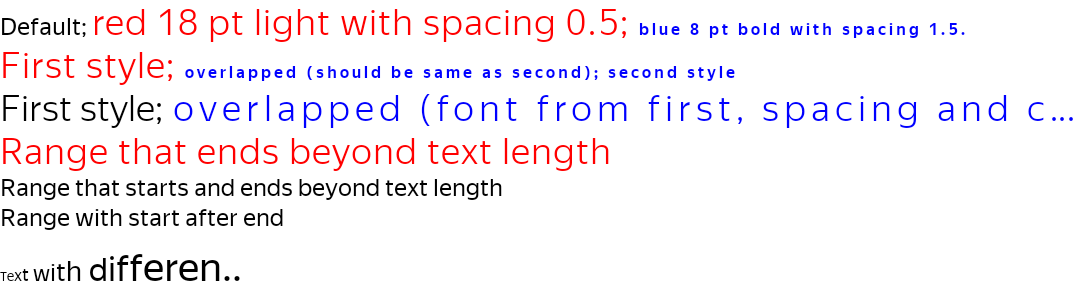 Default; red 18 pt light with spacing 0.5; blue 8 pt bold with spacing 1.5.
First style; overlapped (should be same as second); second style
First style; overlapped (font from first, spacing and c...
Range that ends beyond text length
Range that starts and ends beyond text length
Range with start after end
TeXt with differen..